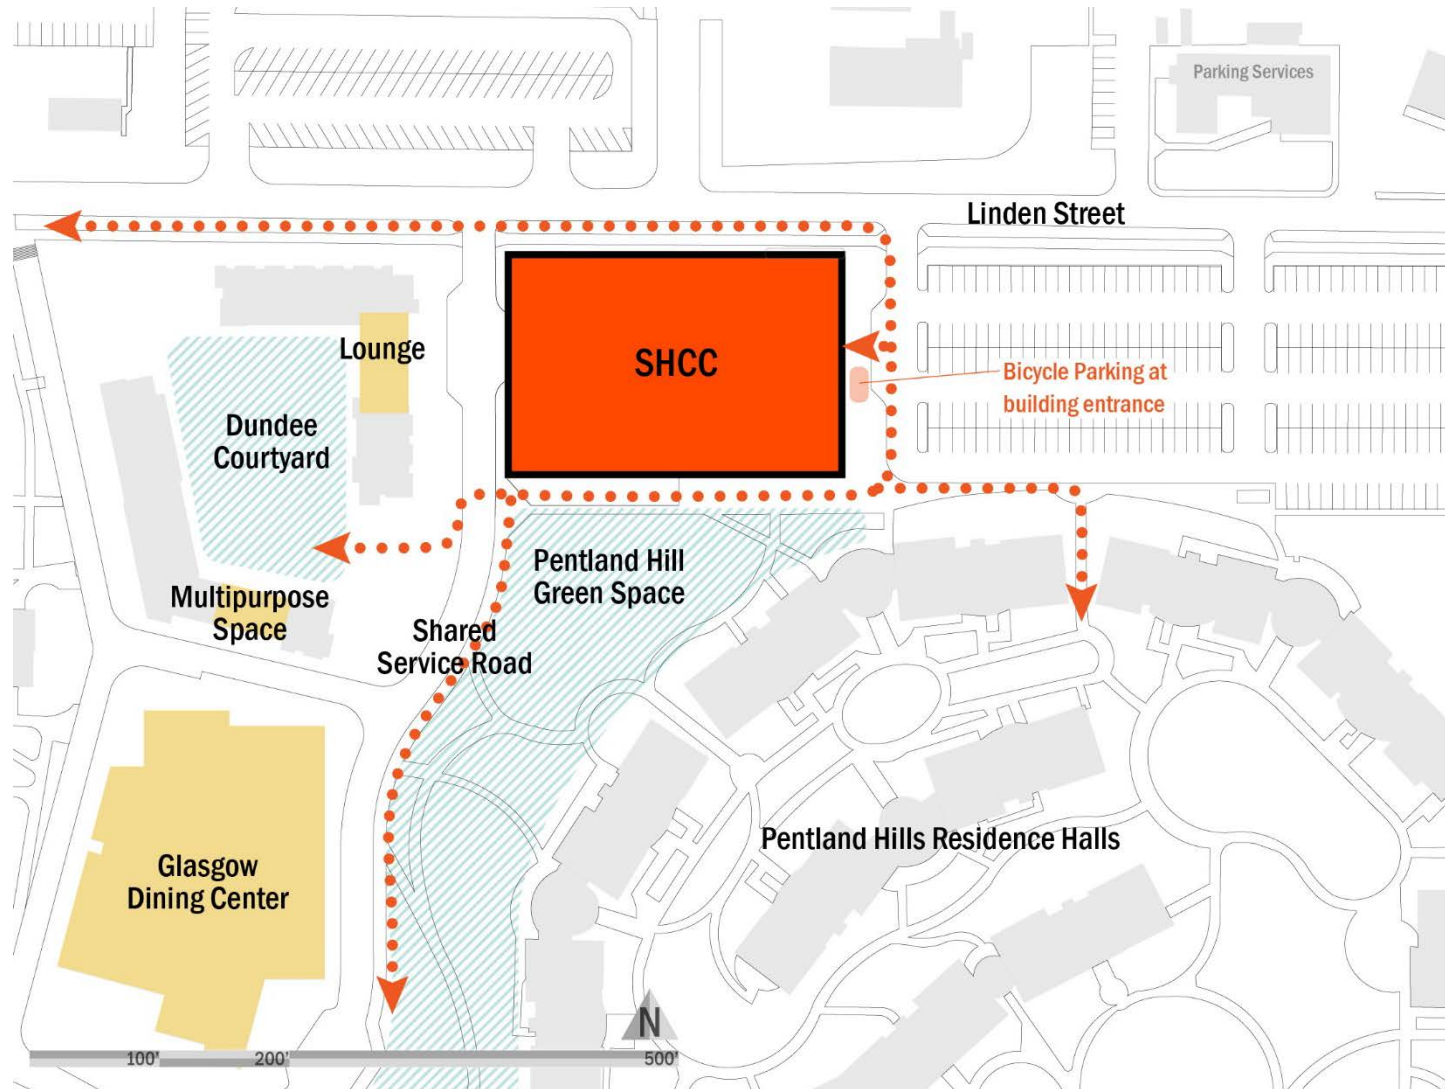 Parking Services
Linden Street
Lounge
SHCC
Bicycle Parking at
building entrance
Dundee
Courtyard
Pentland Hill
Green Space
Multipurpose
Space
Shared
Service Road
Pentland Hills Residence Halls
Glasgow
Dining Center
N
100'
200'
500'